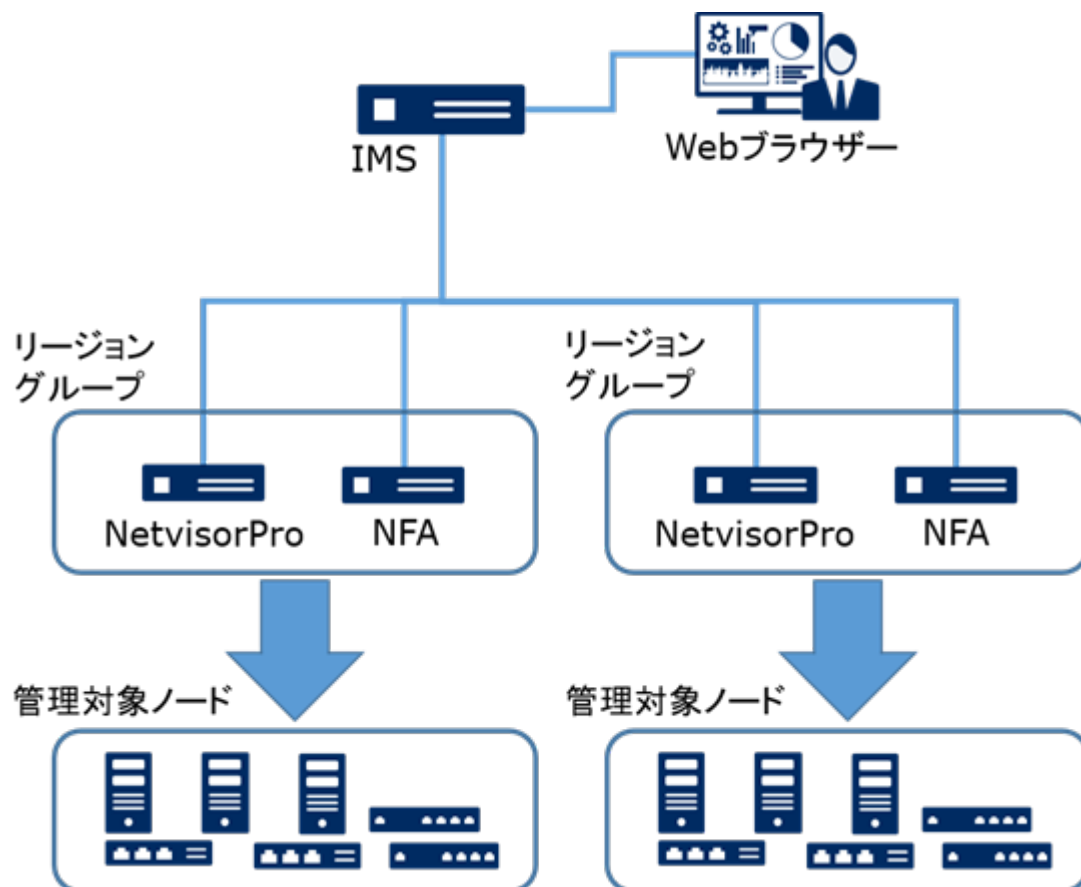 Webブラウザー
IMS
リージョン
グループ
リージョン
グループ
NetvisorPro
NFA
NetvisorPro
NFA
管理対象ノード
管理対象ノード